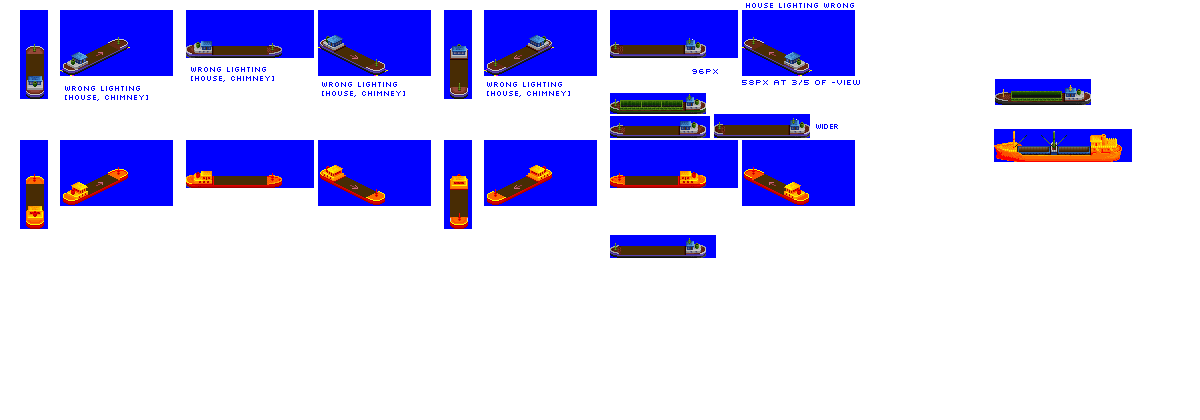 HOUSE LIGHTING WRONG
WRONG LIGHTING
[HOUSE, CHIMNEY]
WRONG LIGHTING
[HOUSE, CHIMNEY]
WRONG LIGHTING
[HOUSE, CHIMNEY]
WRONG LIGHTING
[HOUSE, CHIMNEY]
96PX
58PX AT 3/5 OF -VIEW
WIDER